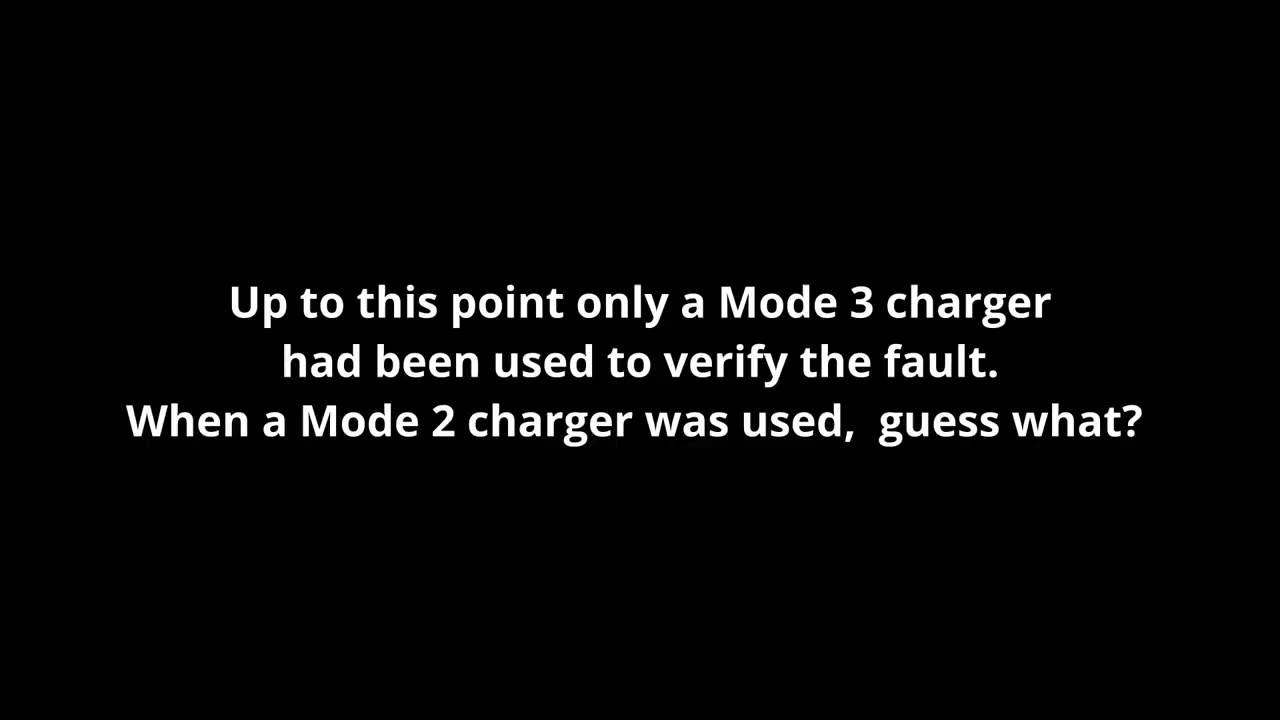 Up to this point only a Mode 3 charger
had been used to verify the fault.
When a Mode 2 charger was used,  guess what?